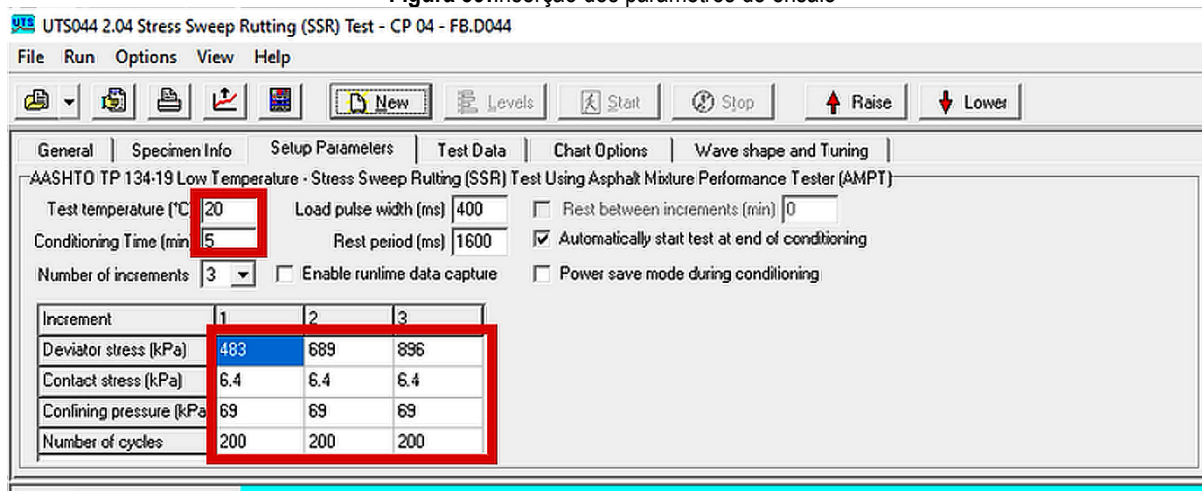 UTS UTS044 2.04 Stress Sweep Rutting (SSR) Test - CP 04 - FB.D044
File Run Options View Help
New Levels Start Stop Raise Lower
General Specimen Info Setup Parameters Test Data Chart Options Wave shape and Tuning
AASHTO TP 134-19 Low Temperature - Stress Sweep Rutting (SSR) Test Using Asphalt Mixture Performance Tester (AMPT)
Test temperature (°C) 20 Load pulse width (ms) 400 Rest between increments (min) 0
Conditioning Time (min 5 Rest period (ms) 1600 Automatically start test at end of conditioning
Number of increments 3 Enable runtime data capture Power save mode during conditioning
Increment 1 2 3
Deviator stress (kPa) 483 689 896
Contact stress (kPa) 6.4 6.4 6.4
Confining pressure (kPa 69 69 69
Number of cycles 200 200 200